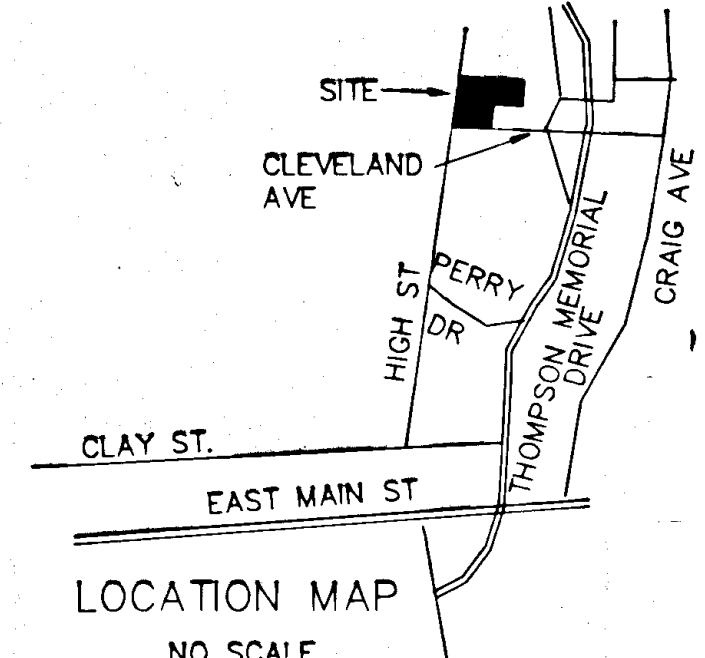 SITE
CLEVELAND
AVE
CRAIG AVE
PERRY
DR
HIGH ST
THOMPSON MEMORIAL
DRIVE
CLAY ST.
EAST MAIN ST
LOCATION MAP
NO SCALE